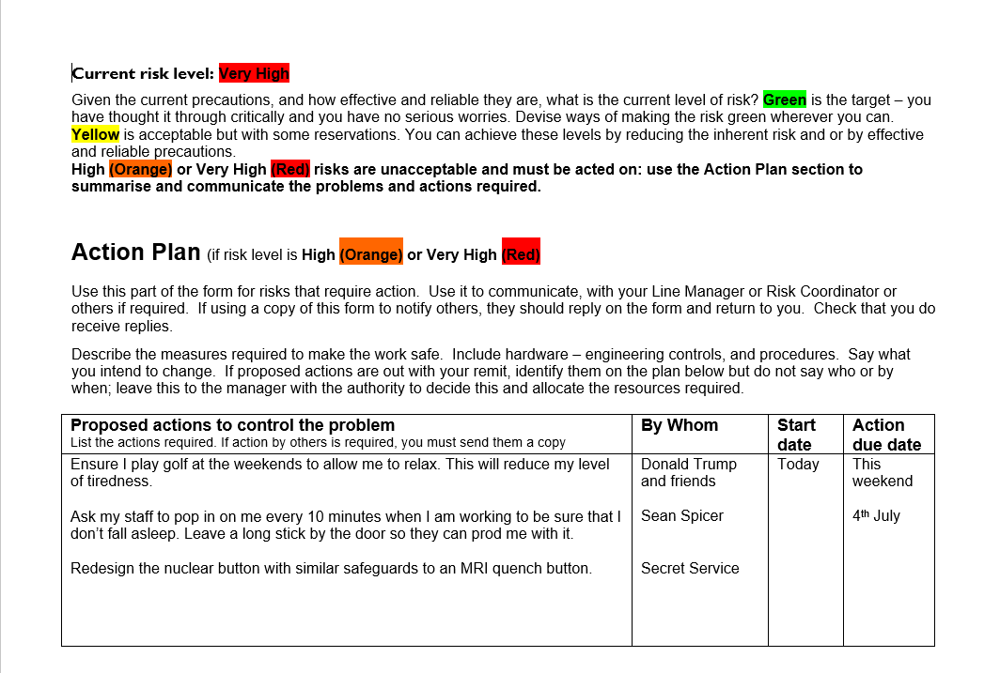 Current risk level: Very High
Given the current precautions, and how effective and reliable they are, what is the current level of risk? Green is the target – you
have thought it through critically and you have no serious worries. Devise ways of making the risk green wherever you can.
Yellow is acceptable but with some reservations. You can achieve these levels by reducing the inherent risk and or by effective
and reliable precautions.
High (Orange) or Very High (Red) risks are unacceptable and must be acted on: use the Action Plan section to
summarise and communicate the problems and actions required.
Action Plan (if risk level is High (Orange) or Very High (Red)
Use this part of the form for risks that require action.  Use it to communicate, with your Line Manager or Risk Coordinator or
others if required.  If using a copy of this form to notify others, they should reply on the form and return to you.  Check that you do
receive replies.
Describe the measures required to make the work safe.  Include hardware – engineering controls, and procedures.  Say what
you intend to change.  If proposed actions are out with your remit, identify them on the plan below but do not say who or by
when; leave this to the manager with the authority to decide this and allocate the resources required.
Proposed actions to control the problem
List the actions required. If action by others is required, you must send them a copy
By Whom
Start
date
Action
due date
Ensure I play golf at the weekends to allow me to relax. This will reduce my level
of tiredness.
Donald Trump
and friends
Today
This
weekend
Ask my staff to pop in on me every 10 minutes when I am working to be sure that I
don’t fall asleep. Leave a long stick by the door so they can prod me with it.
Sean Spicer
4th July
Redesign the nuclear button with similar safeguards to an MRI quench button.
Secret Service